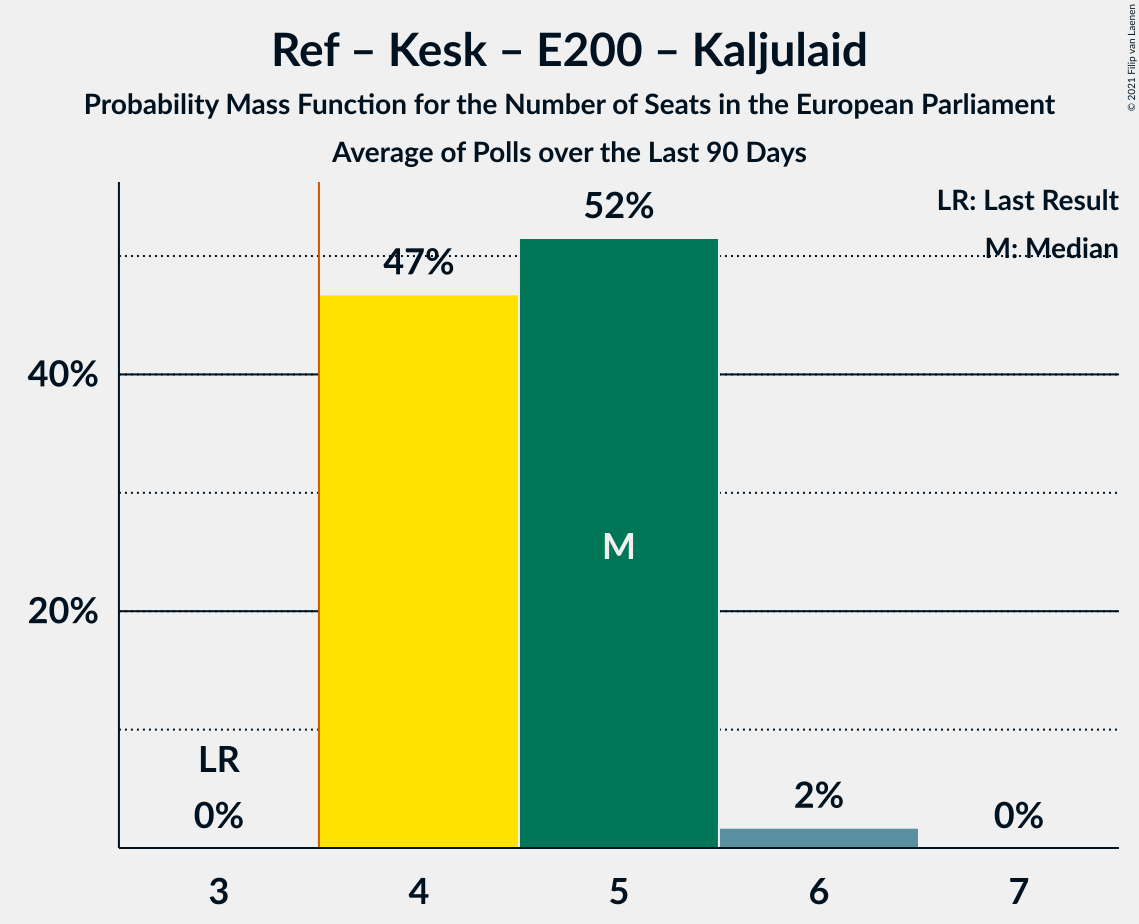 Ref – Kesk – E200 – Kaljulaid
Probability Mass Function for the Number of Seats in the European Parliament
Average of Polls over the Last 90 Days
© 2021 Filip van Laenen
LR: Last Result
M: Median
52%
47%
40%
20%
M
LR
0%
2%
0%
3
4
5
6
7